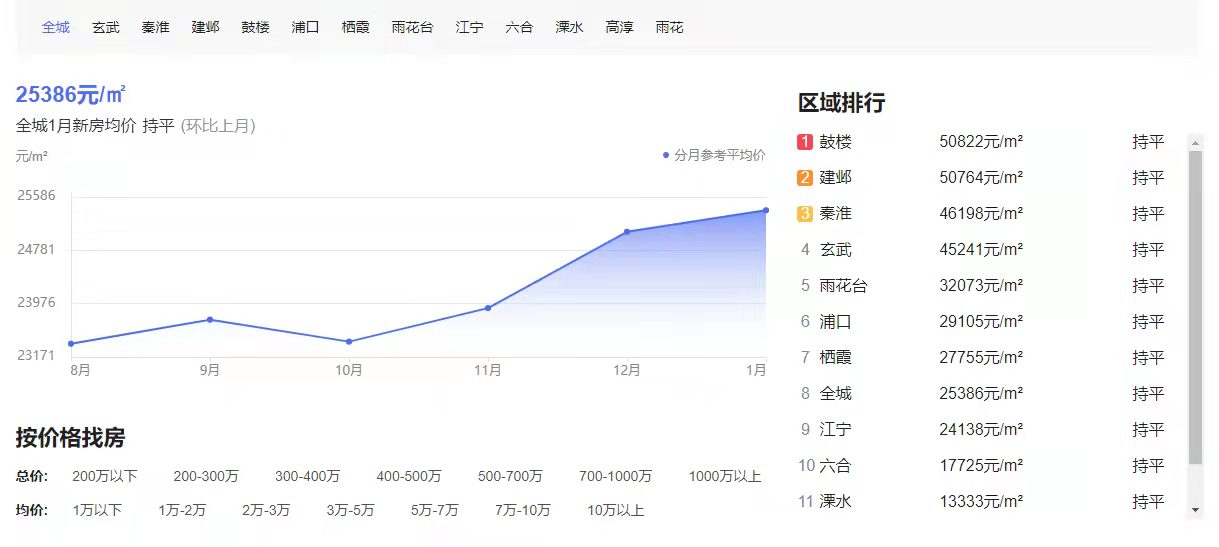 全城 玄武 秦淮 建邺 鼓楼 浦口 栖霞 雨花台 江宁 六合 溧水 高淳 雨花
25386元/㎡
全城1月新房均价 持平 (环比上月)
元/m²
分月参考平均价
25586
24781
23976
23171
8月 9月 10月 11月 12月 1月
按价格找房
总价: 200万以下 200-300万 300-400万 400-500万 500-700万 700-1000万 1000万以上
均价: 1万以下 1万-2万 2万-3万 3万-5万 5万-7万 7万-10万 10万以上
区域排行
1 鼓楼 50822元/m² 持平
2 建邺 50764元/m² 持平
3 秦淮 46198元/m² 持平
4 玄武 45241元/m² 持平
5 雨花台 32073元/m² 持平
6 浦口 29105元/m² 持平
7 栖霞 27755元/m² 持平
8 全城 25386元/m² 持平
9 江宁 24138元/m² 持平
10 六合 17725元/m² 持平
11 溧水 13333元/m² 持平